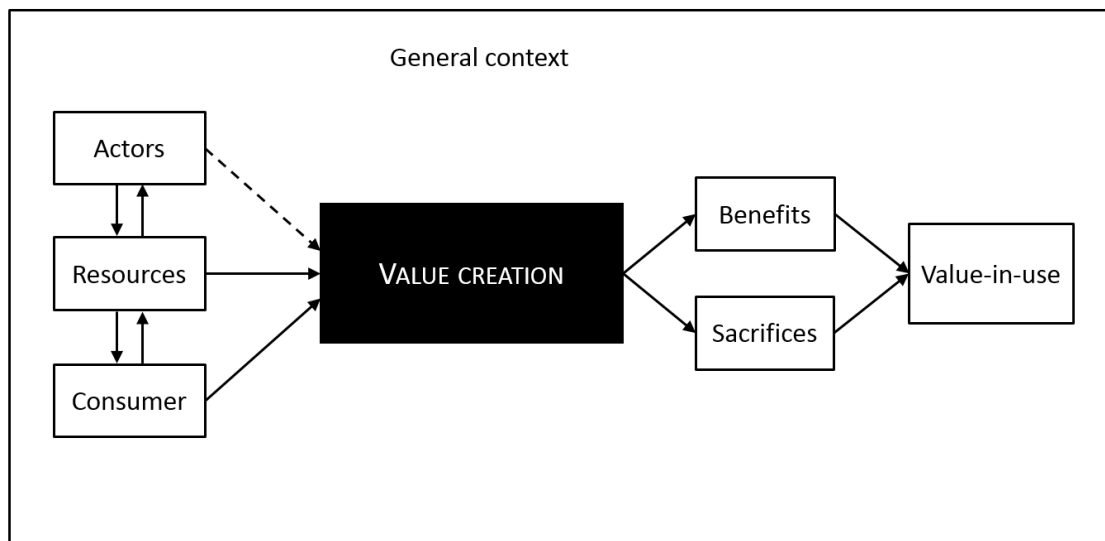 General context
Actors
Resources
Consumer
VALUE CREATION
Benefits
Sacrifices
Value-in-use